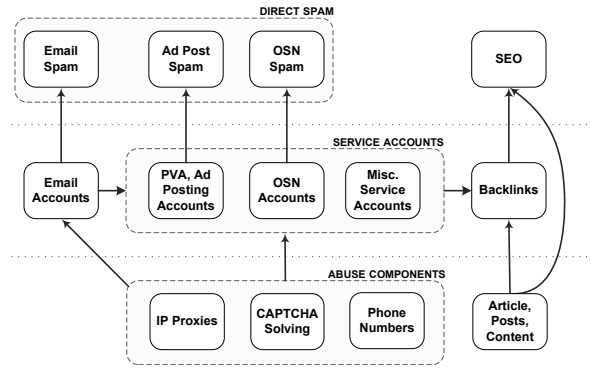 DIRECT SPAM
Email
Spam
Ad Post
Spam
OSN
Spam
SEO
SERVICE ACCOUNTS
Email
Accounts
PVA, Ad
Posting
Accounts
OSN
Accounts
Misc.
Service
Accounts
Backlinks
ABUSE COMPONENTS
IP Proxies
CAPTCHA
Solving
Phone
Numbers
Article,
Posts,
Content